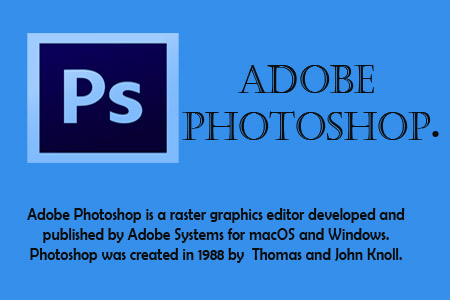 Ps
ADOBE
PHOTOSHOP.
Adobe Photoshop is a raster graphics editor developed and
published by Adobe Systems for macOS and Windows.
Photoshop was created in 1988 by Thomas and John Knoll.